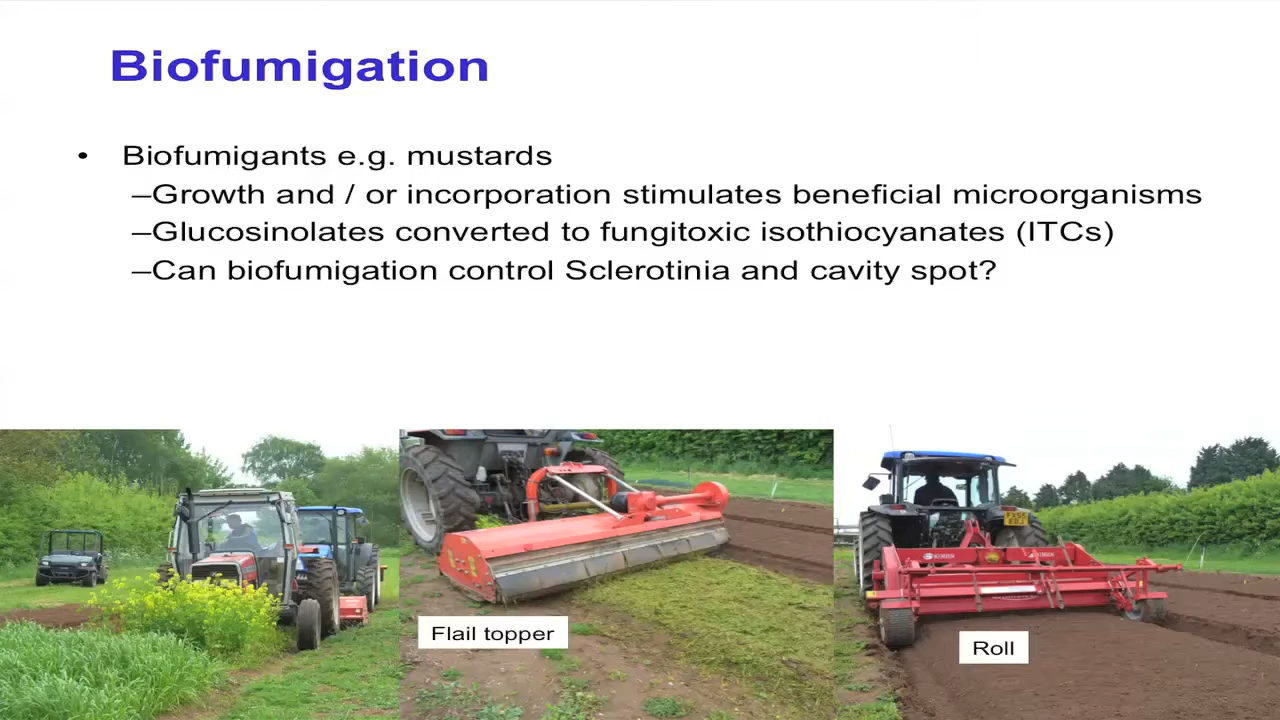 Biofumigation
• Biofumigants e.g. mustards
–Growth and / or incorporation stimulates beneficial microorganisms
–Glucosinolates converted to fungitoxic isothiocyanates (ITCs)
–Can biofumigation control Sclerotinia and cavity spot?
Flail topper
Roll